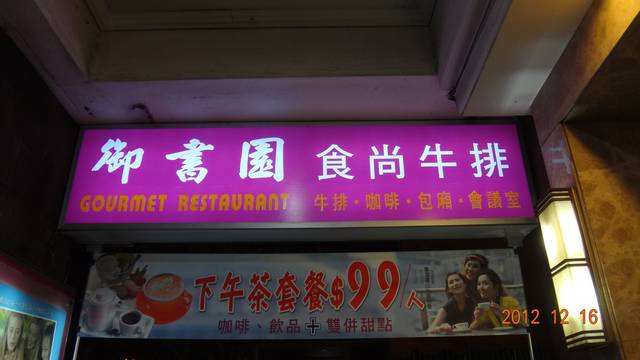 御書園 食尚牛排
GOURMET RESTAURANT 牛排·咖啡·包廂·會議室
下午茶套餐$99/人
咖啡、飲品+雙併甜點
2012 12 16